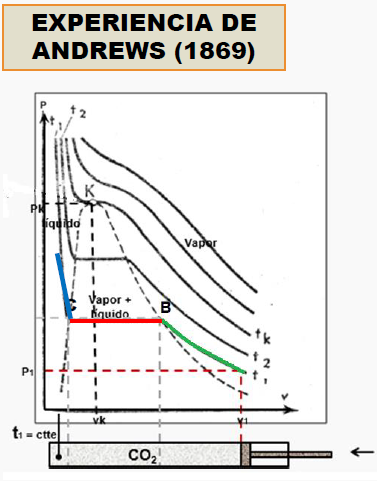 EXPERIENCIA DE
ANDREWS (1869)
P
t₁ t₂
K
Pk
líquido
Vapor
Vapor +
líquido
B
tk
t₂
t₁
P₁
v
vk
v₁
t₁ = ctte
CO₂